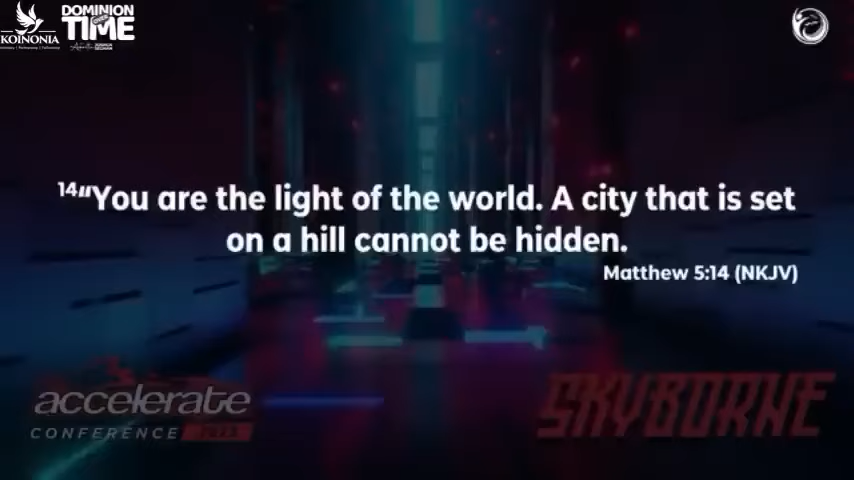 KOINONIA
DOMINION
OVER
TIME
¹⁴“You are the light of the world. A city that is set
on a hill cannot be hidden.
Matthew 5:14 (NKJV)
accelerate
CONFERENCE
SKYBORNE